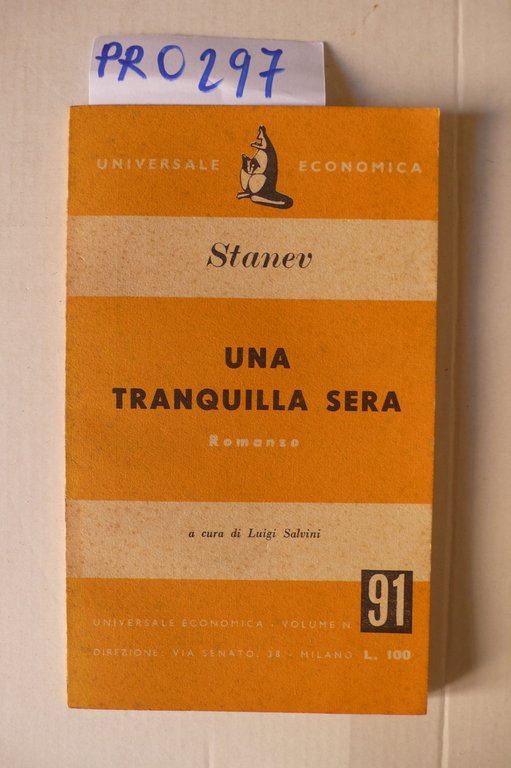 PRO297
UNIVERSALE ECONOMICA
Stanev
UNA
TRANQUILLA SERA
Romanzo
a cura di Luigi Salvini
91
UNIVERSALE ECONOMICA - VOLUME N.
DIREZIONE: VIA SENATO, 38 - MILANO L. 100